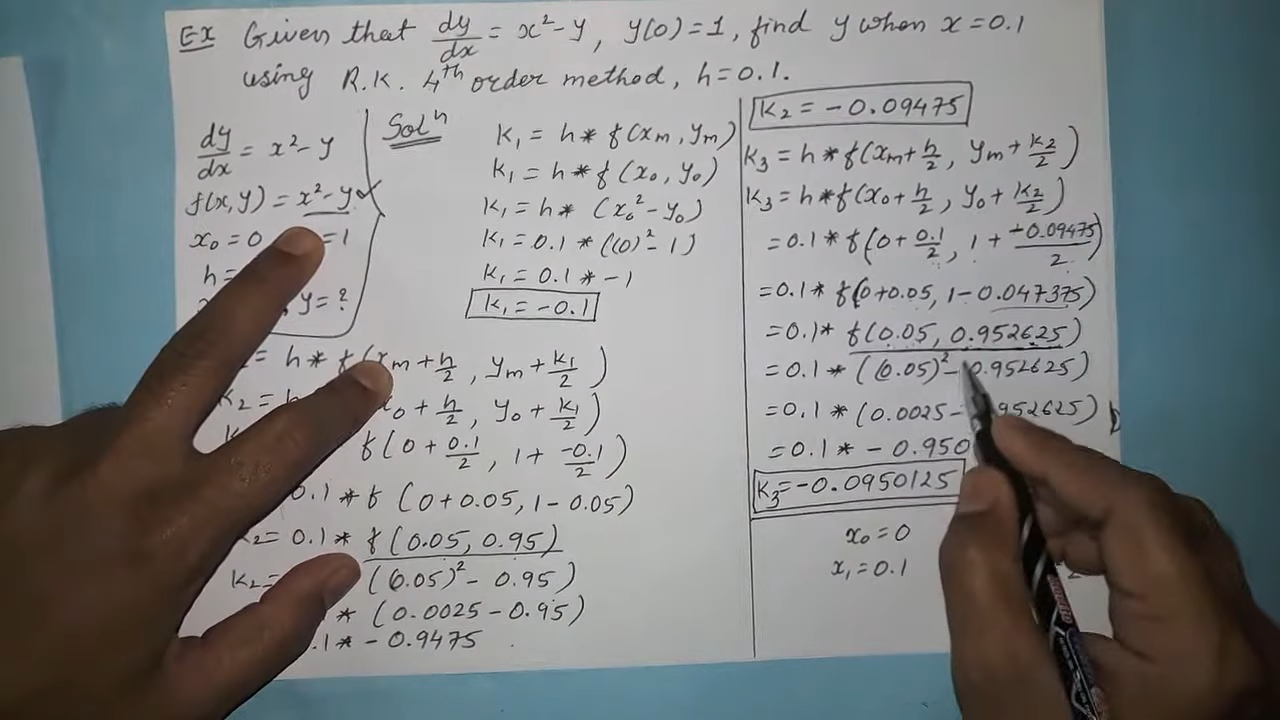 Ex Given that dy/dx = x² - y, y(0) = 1, find y when x = 0.1
using R.K. 4th order method, h = 0.1.
dy/dx = x² - y
f(x, y) = x² - y
x₀ = 0 = 1
h =
y = ?
Solⁿ
K₁ = h * f(xₘ, yₘ)
K₁ = h * f(x₀, y₀)
K₁ = h * (x₀² - y₀)
K₁ = 0.1 * ((0)² - 1)
K₁ = 0.1 * -1
K₁ = -0.1
= h * f(xₘ + h/2, yₘ + K₁/2)
K₂ = h x₀ + h/2, y₀ + K₁/2)
f(0 + 0.1/2, 1 + -0.1/2)
0.1 * f(0 + 0.05, 1 - 0.05)
K₂ = 0.1 * f(0.05, 0.95)
K₂ = ((0.05)² - 0.95)
* (0.0025 - 0.95)
.1 * -0.9475
K₂ = -0.09475
K₃ = h * f(xₘ + h/2, yₘ + K₂/2)
K₃ = h * f(x₀ + h/2, y₀ + K₂/2)
= 0.1 * f(0 + 0.1/2, 1 + -0.09475/2)
= 0.1 * f(0 + 0.05, 1 - 0.047375)
= 0.1 * f(0.05, 0.952625)
= 0.1 * ((0.05)² - 0.952625)
= 0.1 * (0.0025 - 952625)
= 0.1 * -0.950
K₃ = -0.0950125
x₀ = 0
x₁ = 0.1